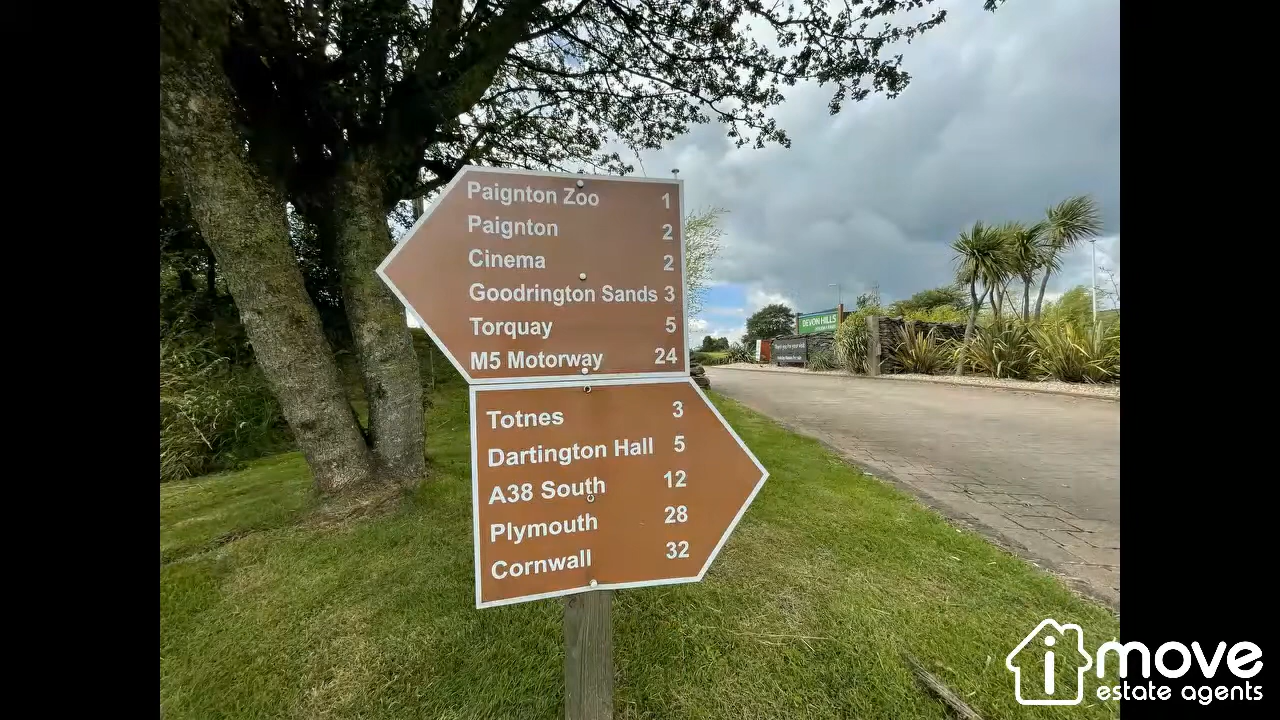 Paignton Zoo 1
Paignton 2
Cinema 2
Goodrington Sands 3
Torquay 5
M5 Motorway 24
Totnes 3
Dartington Hall 5
A38 South 12
Plymouth 28
Cornwall 32
DEVON HILLS
imove
estate agents